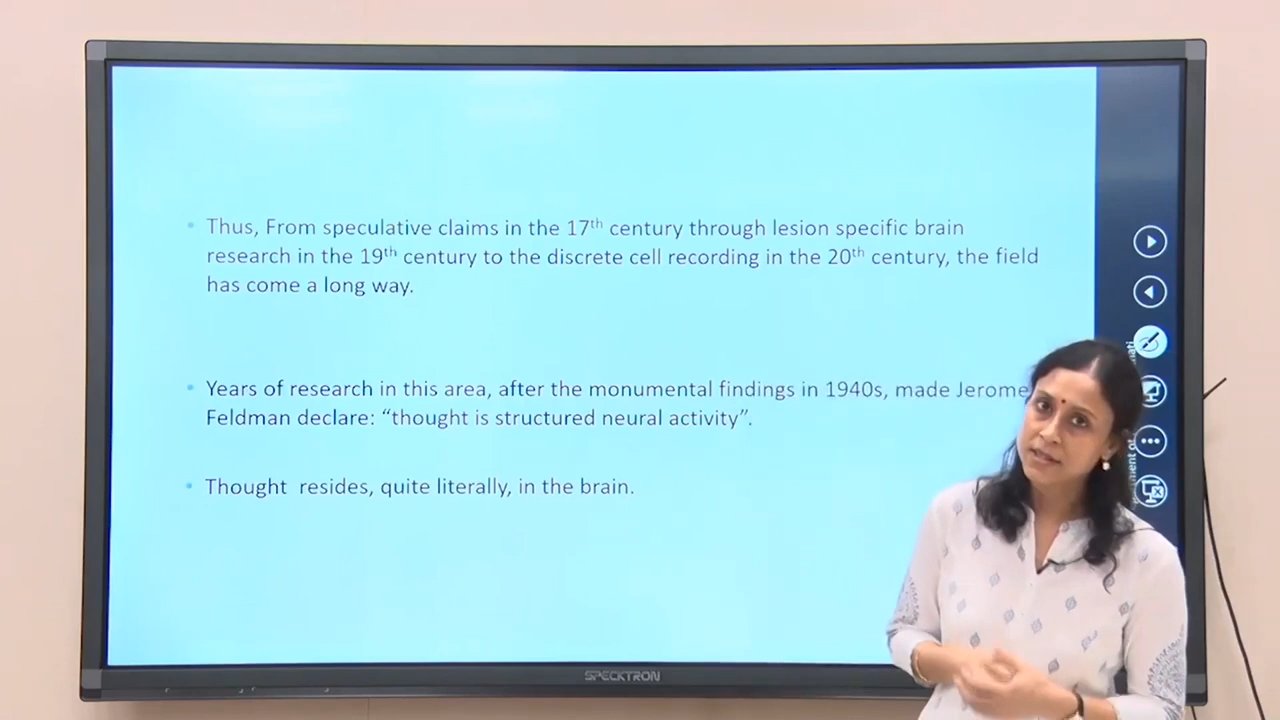 Thus, From speculative claims in the 17th century through lesion specific brain
research in the 19th century to the discrete cell recording in the 20th century, the field
has come a long way.
Years of research in this area, after the monumental findings in 1940s, made Jerome
Feldman declare: “thought is structured neural activity”.
Thought resides, quite literally, in the brain.
SPECKTRON